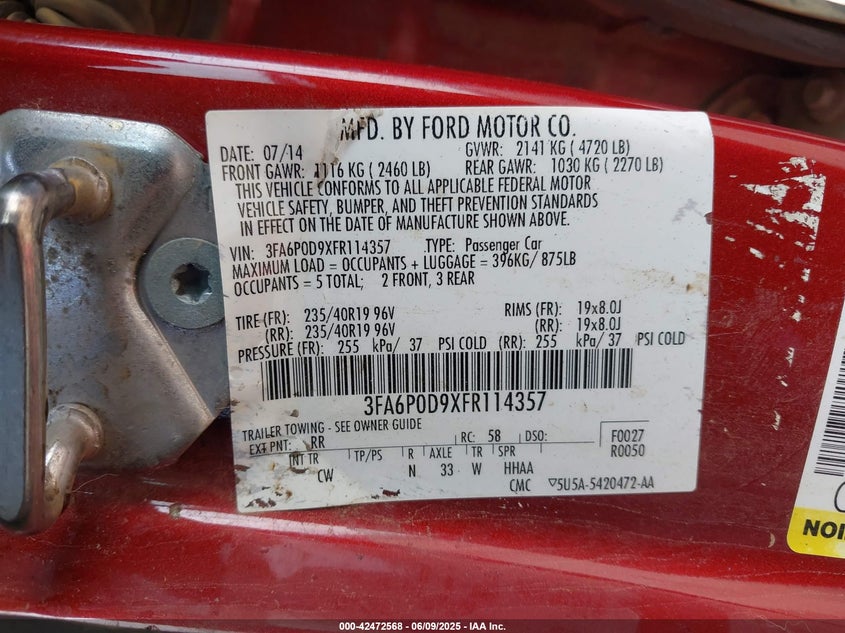 MFD. BY FORD MOTOR CO.
DATE: 07/14 GVWR: 2141 KG ( 4720 LB)
FRONT GAWR: 1116 KG ( 2460 LB) REAR GAWR: 1030 KG ( 2270 LB)
THIS VEHICLE CONFORMS TO ALL APPLICABLE FEDERAL MOTOR
VEHICLE SAFETY, BUMPER, AND THEFT PREVENTION STANDARDS
IN EFFECT ON THE DATE OF MANUFACTURE SHOWN ABOVE.
VIN: 3FA6P0D9XFR114357 TYPE: Passenger Car
MAXIMUM LOAD = OCCUPANTS + LUGGAGE = 396KG/ 875LB
OCCUPANTS = 5 TOTAL; 2 FRONT, 3 REAR
TIRE (FR): 235/40R19 96V RIMS (FR): 19x8.0J
(RR): 235/40R19 96V (RR): 19x8.0J
PRESSURE (FR): 255 kPa/ 37 PSI COLD (RR): 255 kPa/ 37 PSI COLD
3FA6P0D9XFR114357
TRAILER TOWING - SEE OWNER GUIDE
EXT PNT: RR RC: 58 DSO: F0027
R0050
INT TR TP/PS R AXLE TR SPR
CW N 33 W HHAA
CMC ▽5U5A-5420472-AA
ION
000-42472568 - 06/09/2025 - IAA Inc.